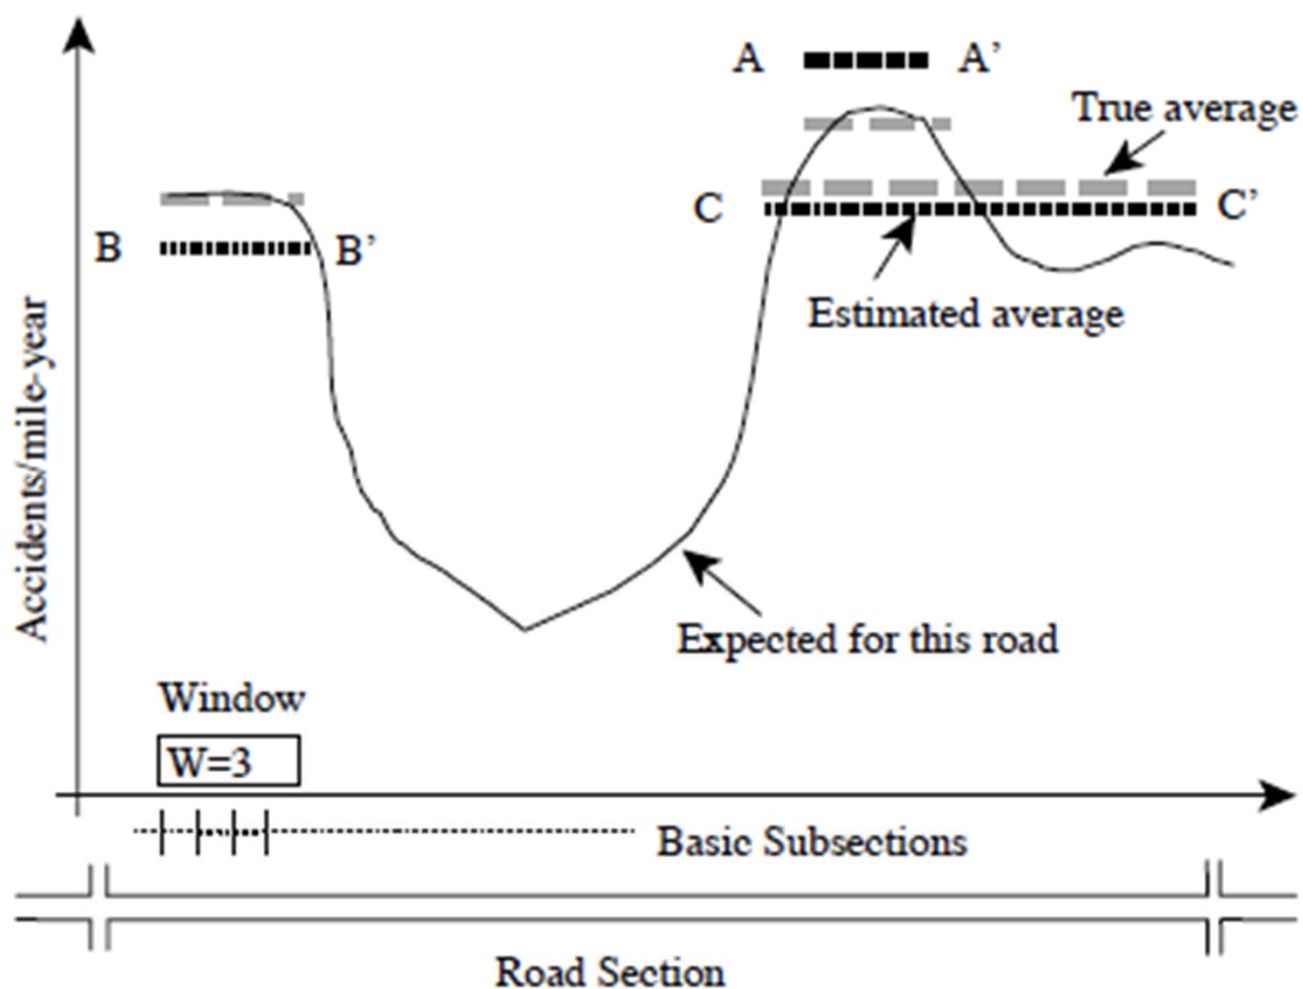 A A’
True average
C C’
B B’
Estimated average
Accidents/mile-year
Expected for this road
Window
W=3
Basic Subsections
Road Section